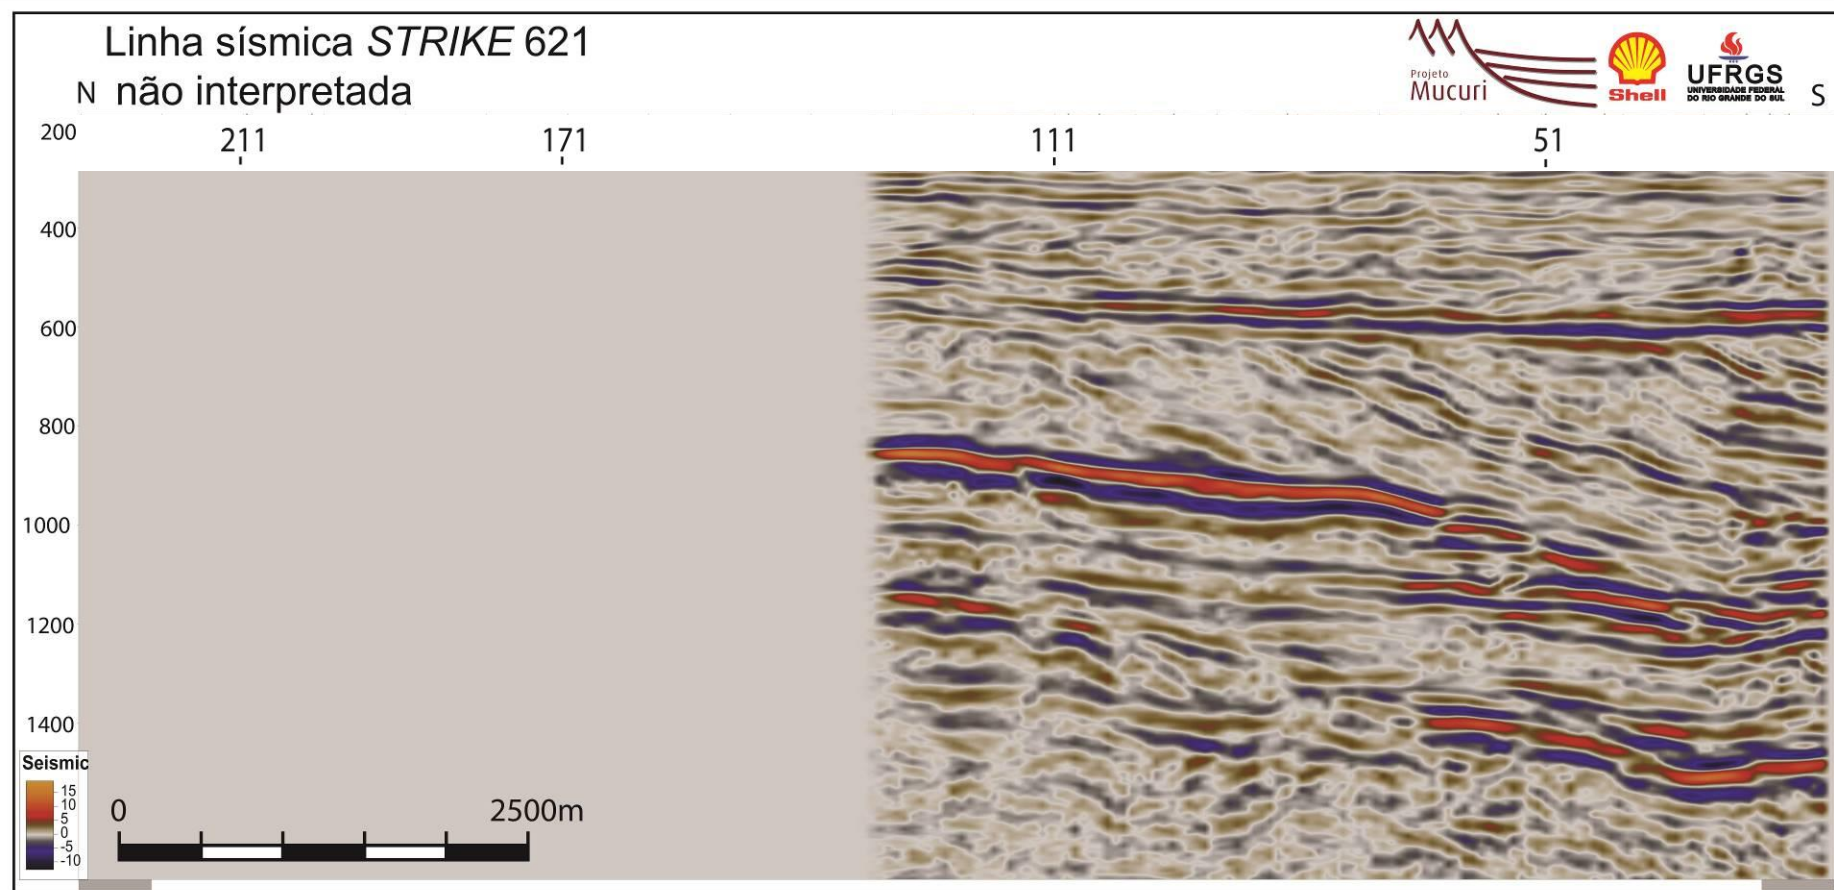 Linha sísmica STRIKE 621
N não interpretada
Projeto
Mucuri
Shell
UFRGS
UNIVERSIDADE FEDERAL
DO RIO GRANDE DO SUL
S
200
211
171
111
51
400
600
800
1000
1200
1400
Seismic
15
10
5
0
-5
-10
0
2500m